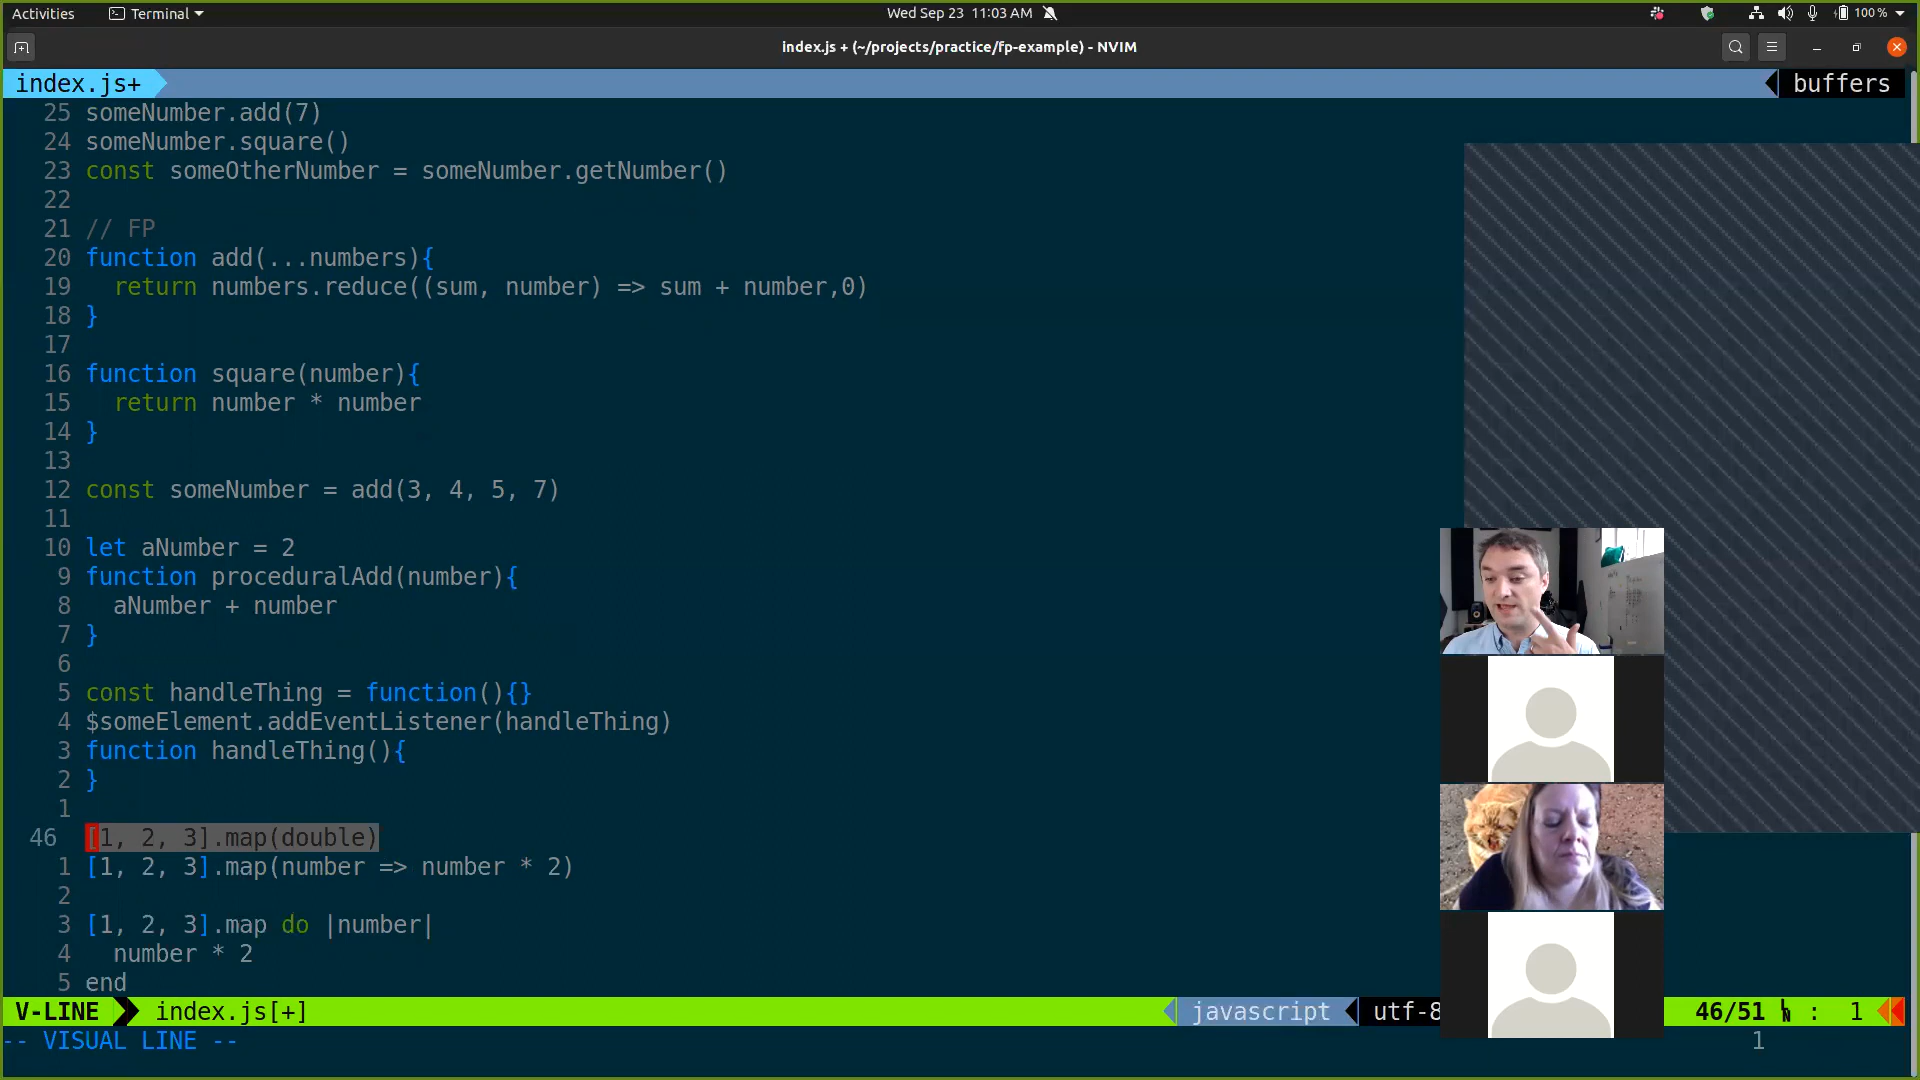 Activities Terminal Wed Sep 23 11:03 AM 100 %
index.js + (~/projects/practice/fp-example) - NVIM
index.js+ buffers
25 someNumber.add(7)
24 someNumber.square()
23 const someOtherNumber = someNumber.getNumber()
22
21 // FP
20 function add(...numbers){
19 return numbers.reduce((sum, number) => sum + number,0)
18 }
17
16 function square(number){
15 return number * number
14 }
13
12 const someNumber = add(3, 4, 5, 7)
11
10 let aNumber = 2
9 function proceduralAdd(number){
8 aNumber + number
7 }
6
5 const handleThing = function(){}
4 $someElement.addEventListener(handleThing)
3 function handleThing(){
2 }
1
46 [1, 2, 3].map(double)
1 [1, 2, 3].map(number => number * 2)
2
3 [1, 2, 3].map do |number|
4 number * 2
5 end
V-LINE index.js[+] javascript utf-8 46/51 : 1
-- VISUAL LINE -- 1